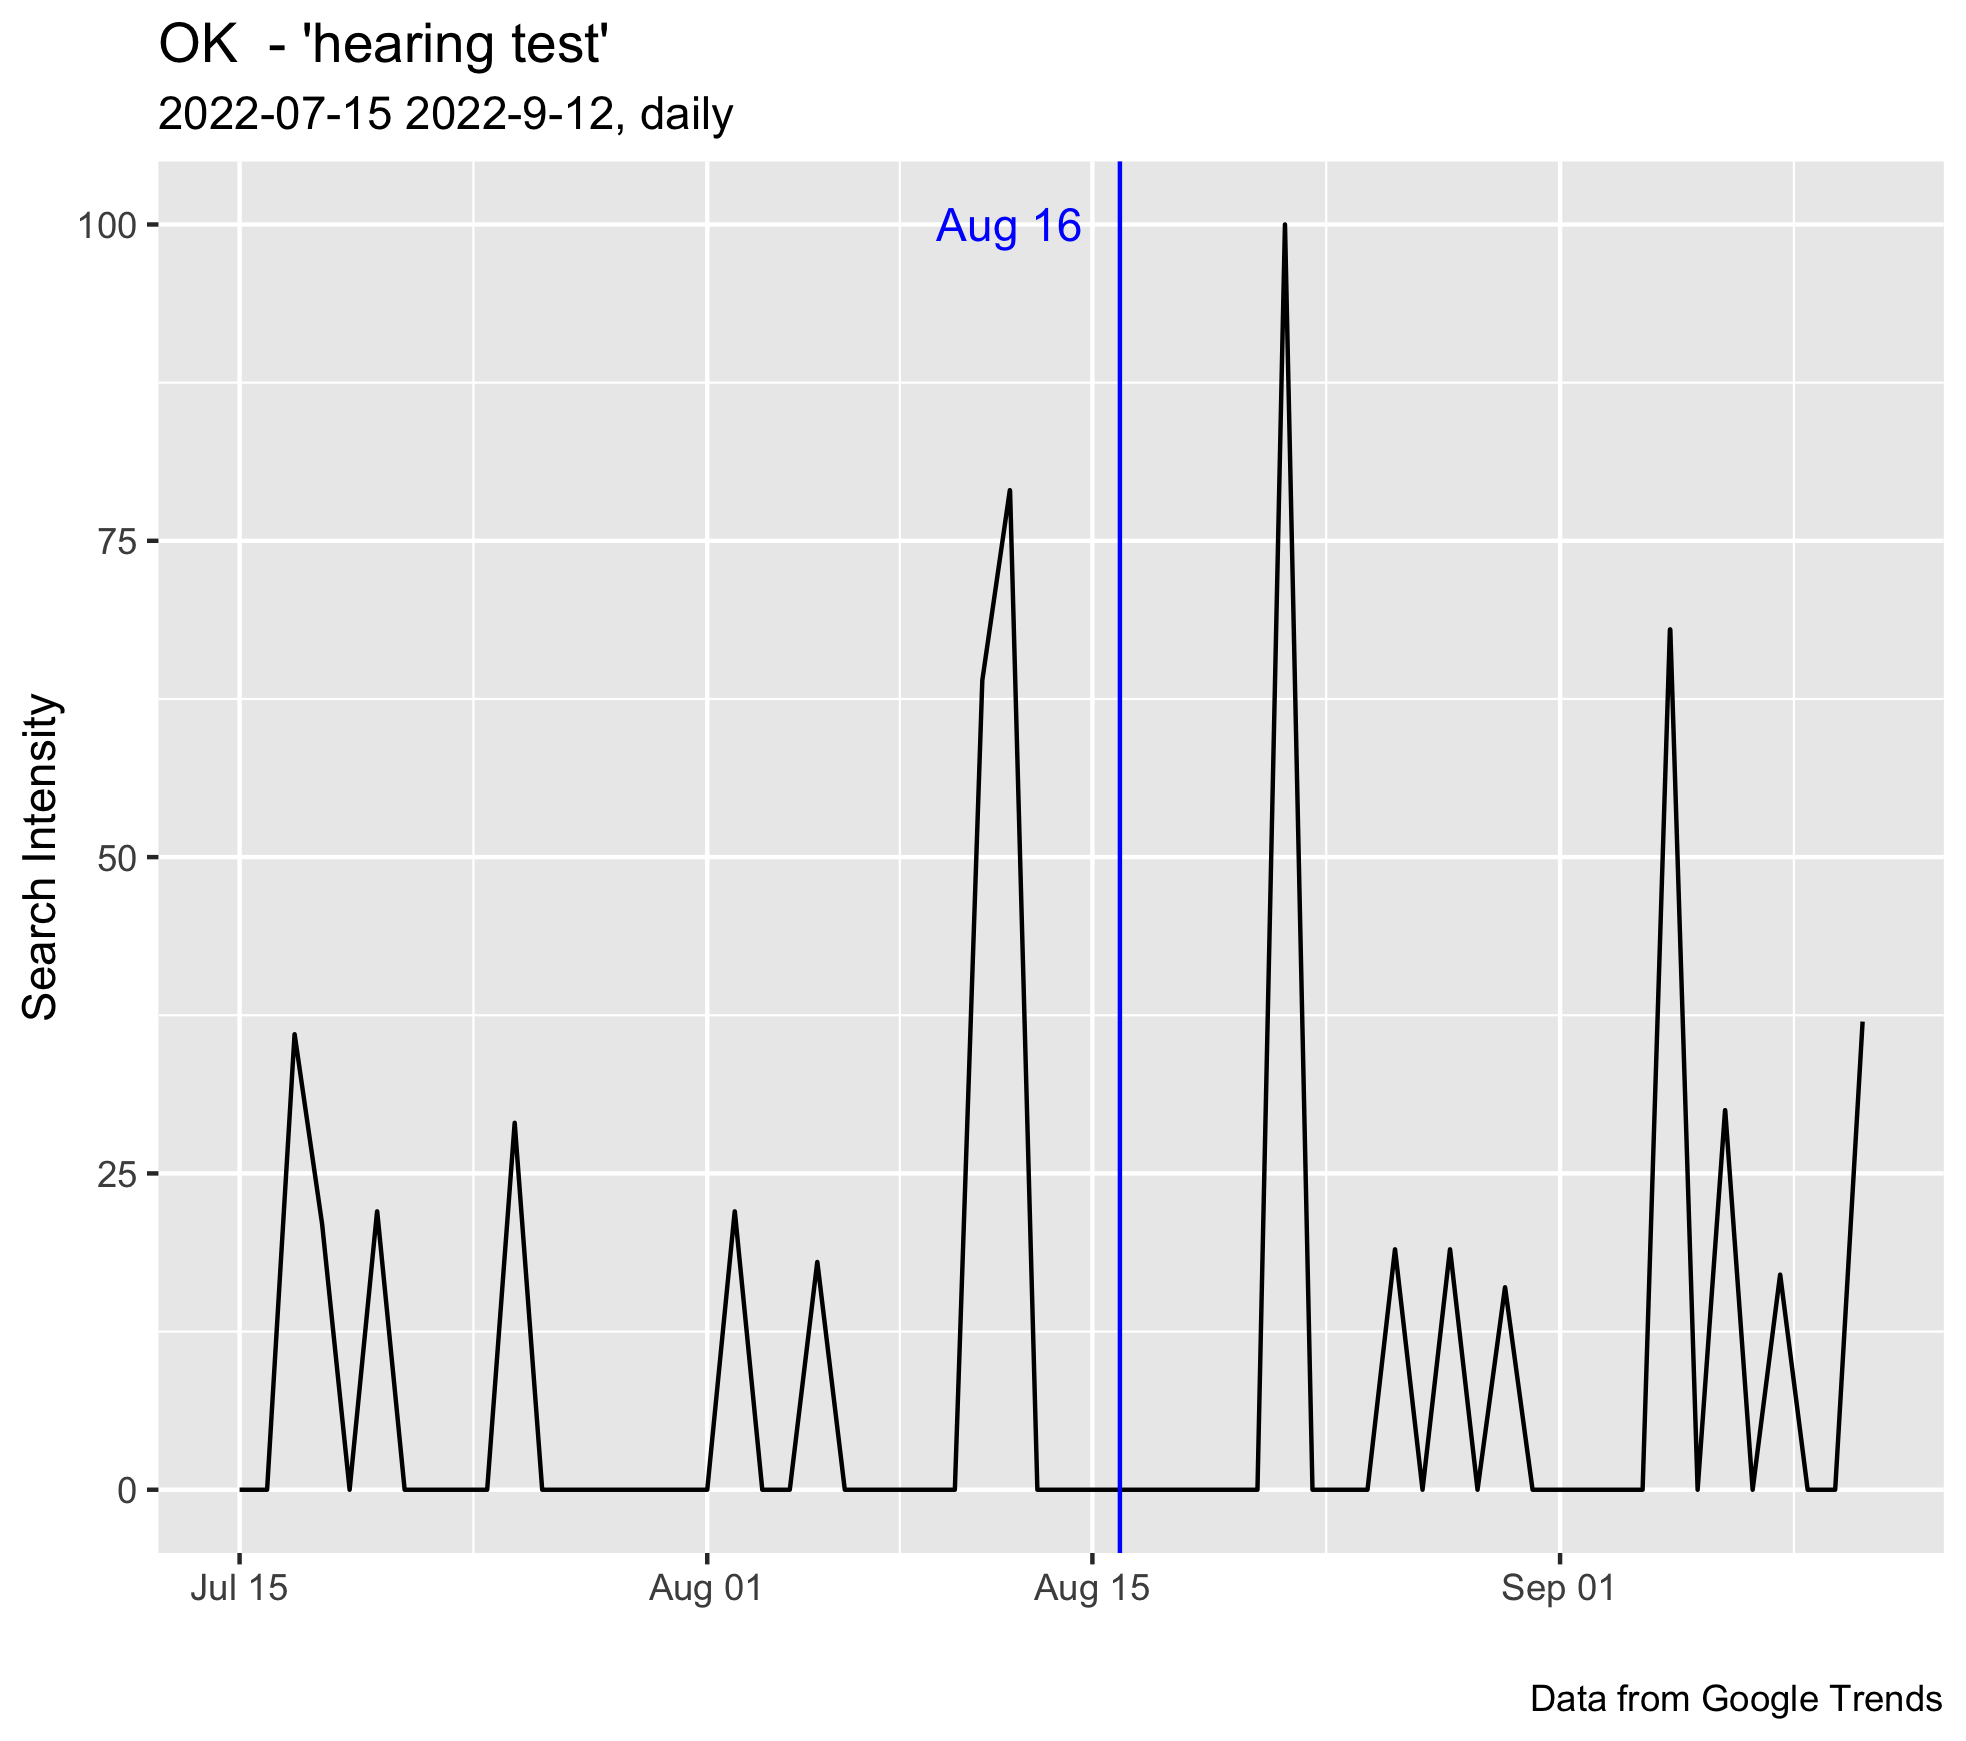 OK  - 'hearing test'
2022-07-15 2022-9-12, daily
Aug 16
100
75
50
25
0
Search Intensity
Jul 15
Aug 01
Aug 15
Sep 01
Data from Google Trends